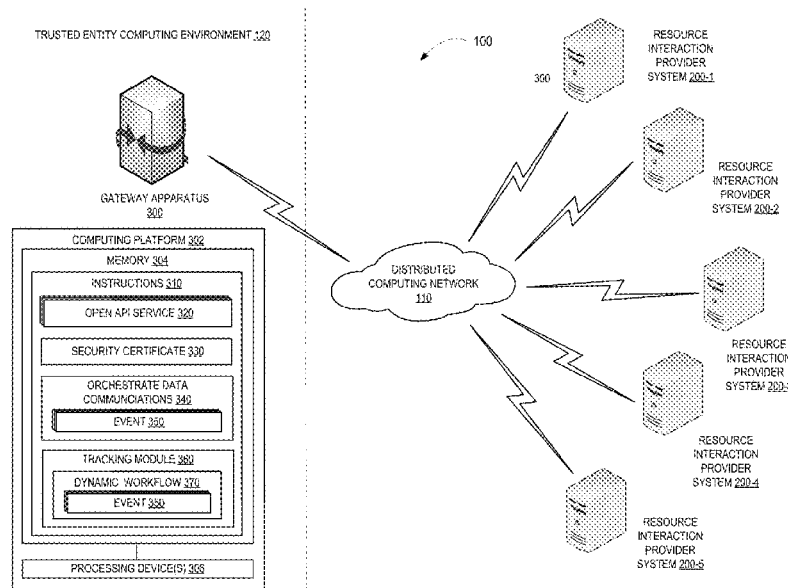 TRUSTED ENTITY COMPUTING ENVIRONMENT 120
100
350
RESOURCE
INTERACTION
PROVIDER
SYSTEM 200-1
GATEWAY APPARATUS
300
RESOURCE
INTERACTION
PROVIDER
SYSTEM 200-2
COMPUTING PLATFORM 302
MEMORY 304
INSTRUCTIONS 310
OPEN API SERVICE 320
SECURITY CERTIFICATE 330
ORCHESTRATE DATA
COMMUNCIATIONS 340
EVENT 350
TRACKING MODULE 360
DYNAMIC WORKFLOW 370
EVENT 350
PROCESSING DEVICE(S) 306
DISTRIBUTED
COMPUTING NETWORK
110
RESOURCE
INTERACTION
PROVIDER
SYSTEM 200-
RESOURCE
INTERACTION
PROVIDER
SYSTEM 200-4
RESOURCE
INTERACTION
PROVIDER
SYSTEM 200-5